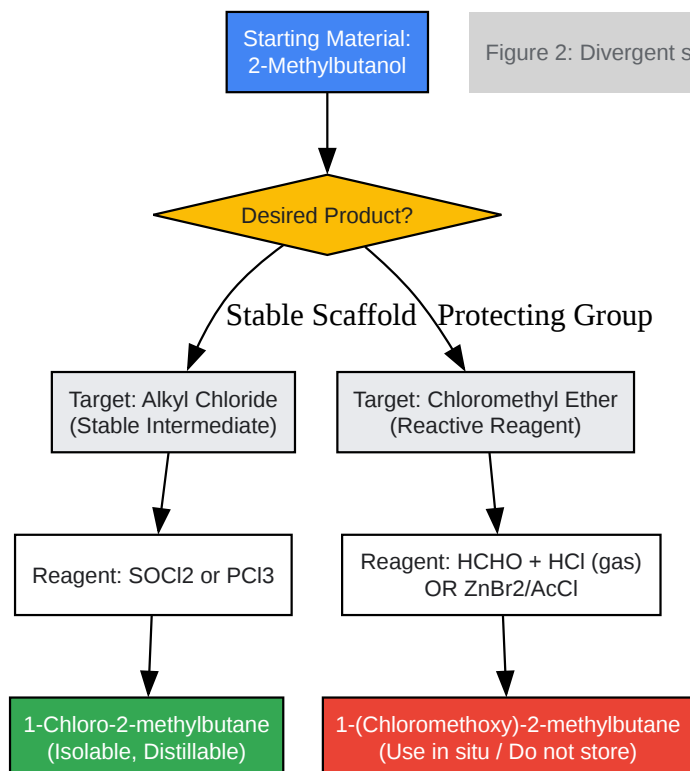 Starting Material:
2-Methylbutanol
Figure 2: Divergent s
Desired Product?
Stable Scaffold
Protecting Group
Target: Alkyl Chloride
(Stable Intermediate)
Target: Chloromethyl Ether
(Reactive Reagent)
Reagent: SOCl2 or PCl3
Reagent: HCHO + HCl (gas)
OR ZnBr2/AcCl
1-Chloro-2-methylbutane
(Isolable, Distillable)
1-(Chloromethoxy)-2-methylbutane
(Use in situ / Do not store)